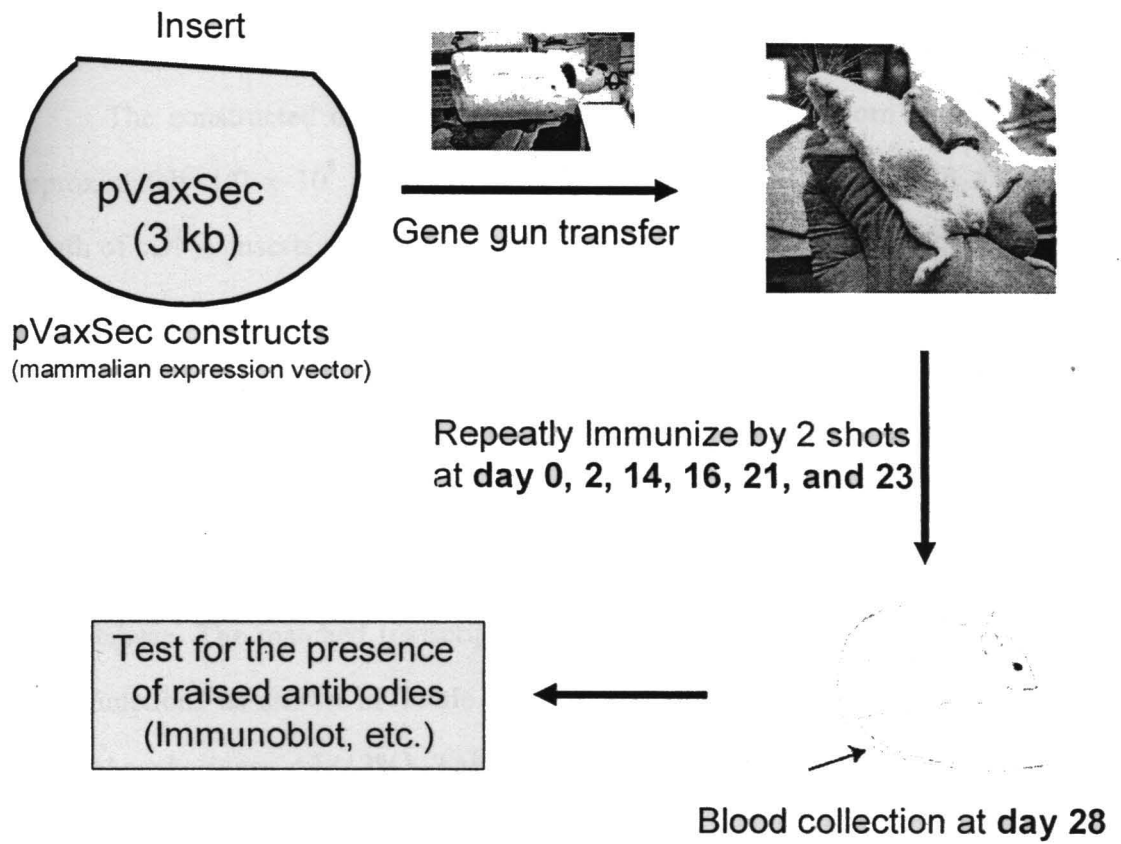 Insert
pVaxSec
(3 kb)
pVaxSec constructs
(mammalian expression vector)
Gene gun transfer
Repeatly Immunize by 2 shots
at day 0, 2, 14, 16, 21, and 23
Blood collection at day 28
Test for the presence
of raised antibodies
(Immunoblot, etc.)